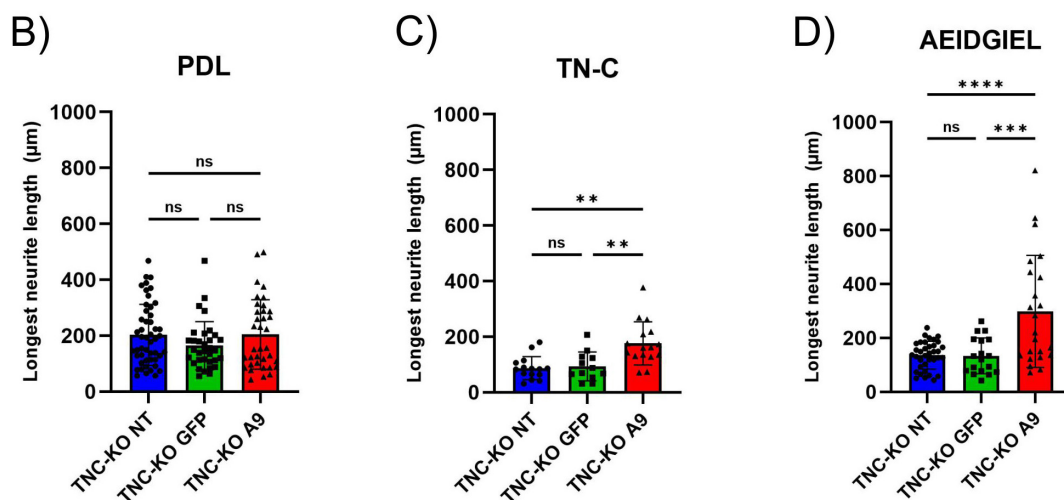 B)
PDL
Longest neurite length (µm)
1000
800
600
400
200
0
ns
ns
ns
TNC-KO NT
TNC-KO GFP
TNC-KO A9
C)
TN-C
Longest neurite length (µm)
1000
800
600
400
200
0
**
ns
**
TNC-KO NT
TNC-KO GFP
TNC-KO A9
D)
AEIDGIEL
Longest neurite length (µm)
1000
800
600
400
200
0
****
ns
***
TNC-KO NT
TNC-KO GFP
TNC-KO A9